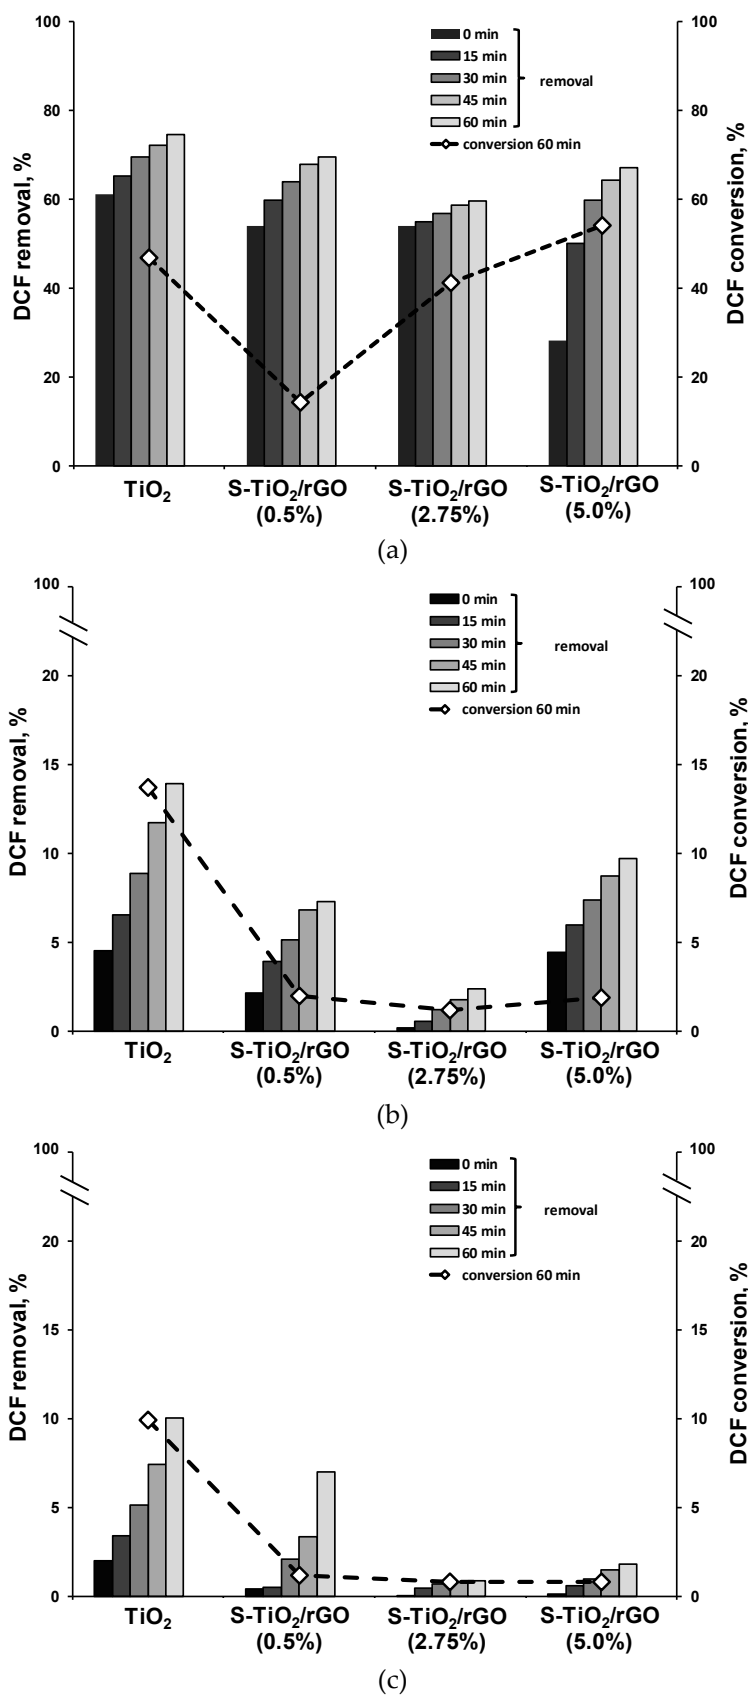 100
80
60
40
20
0
DCF removal, %
0 min
15 min
30 min
45 min
60 min
removal
conversion 60 min
100
80
60
40
20
0
DCF conversion, %
TiO₂
S-TiO₂/rGO
(0.5%)
S-TiO₂/rGO
(2.75%)
S-TiO₂/rGO
(5.0%)
(a)
100
20
15
10
5
0
DCF removal, %
0 min
15 min
30 min
45 min
60 min
removal
conversion 60 min
100
20
15
10
5
0
DCF conversion, %
TiO₂
S-TiO₂/rGO
(0.5%)
S-TiO₂/rGO
(2.75%)
S-TiO₂/rGO
(5.0%)
(b)
100
20
15
10
5
0
DCF removal, %
0 min
15 min
30 min
45 min
60 min
removal
conversion 60 min
100
20
15
10
5
0
DCF conversion, %
TiO₂
S-TiO₂/rGO
(0.5%)
S-TiO₂/rGO
(2.75%)
S-TiO₂/rGO
(5.0%)
(c)